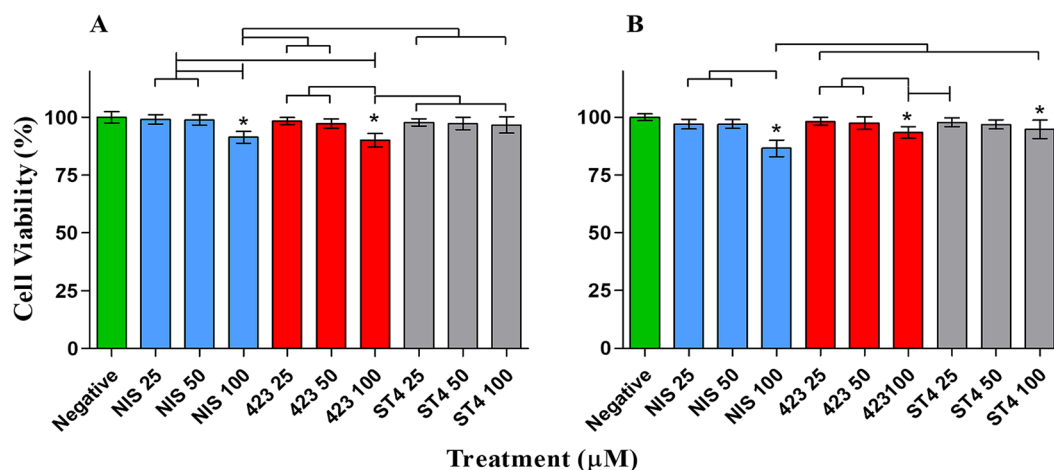 A
B
Cell Viability (%)
100
75
50
25
0
* * *
100
75
50
25
0
* * *
Negative
NIS 25
NIS 50
NIS 100
423 25
423 50
423 100
ST4 25
ST4 50
ST4 100
Negative
NIS 25
NIS 50
NIS 100
423 25
423 50
423100
ST4 25
ST4 50
ST4 100
Treatment (µM)